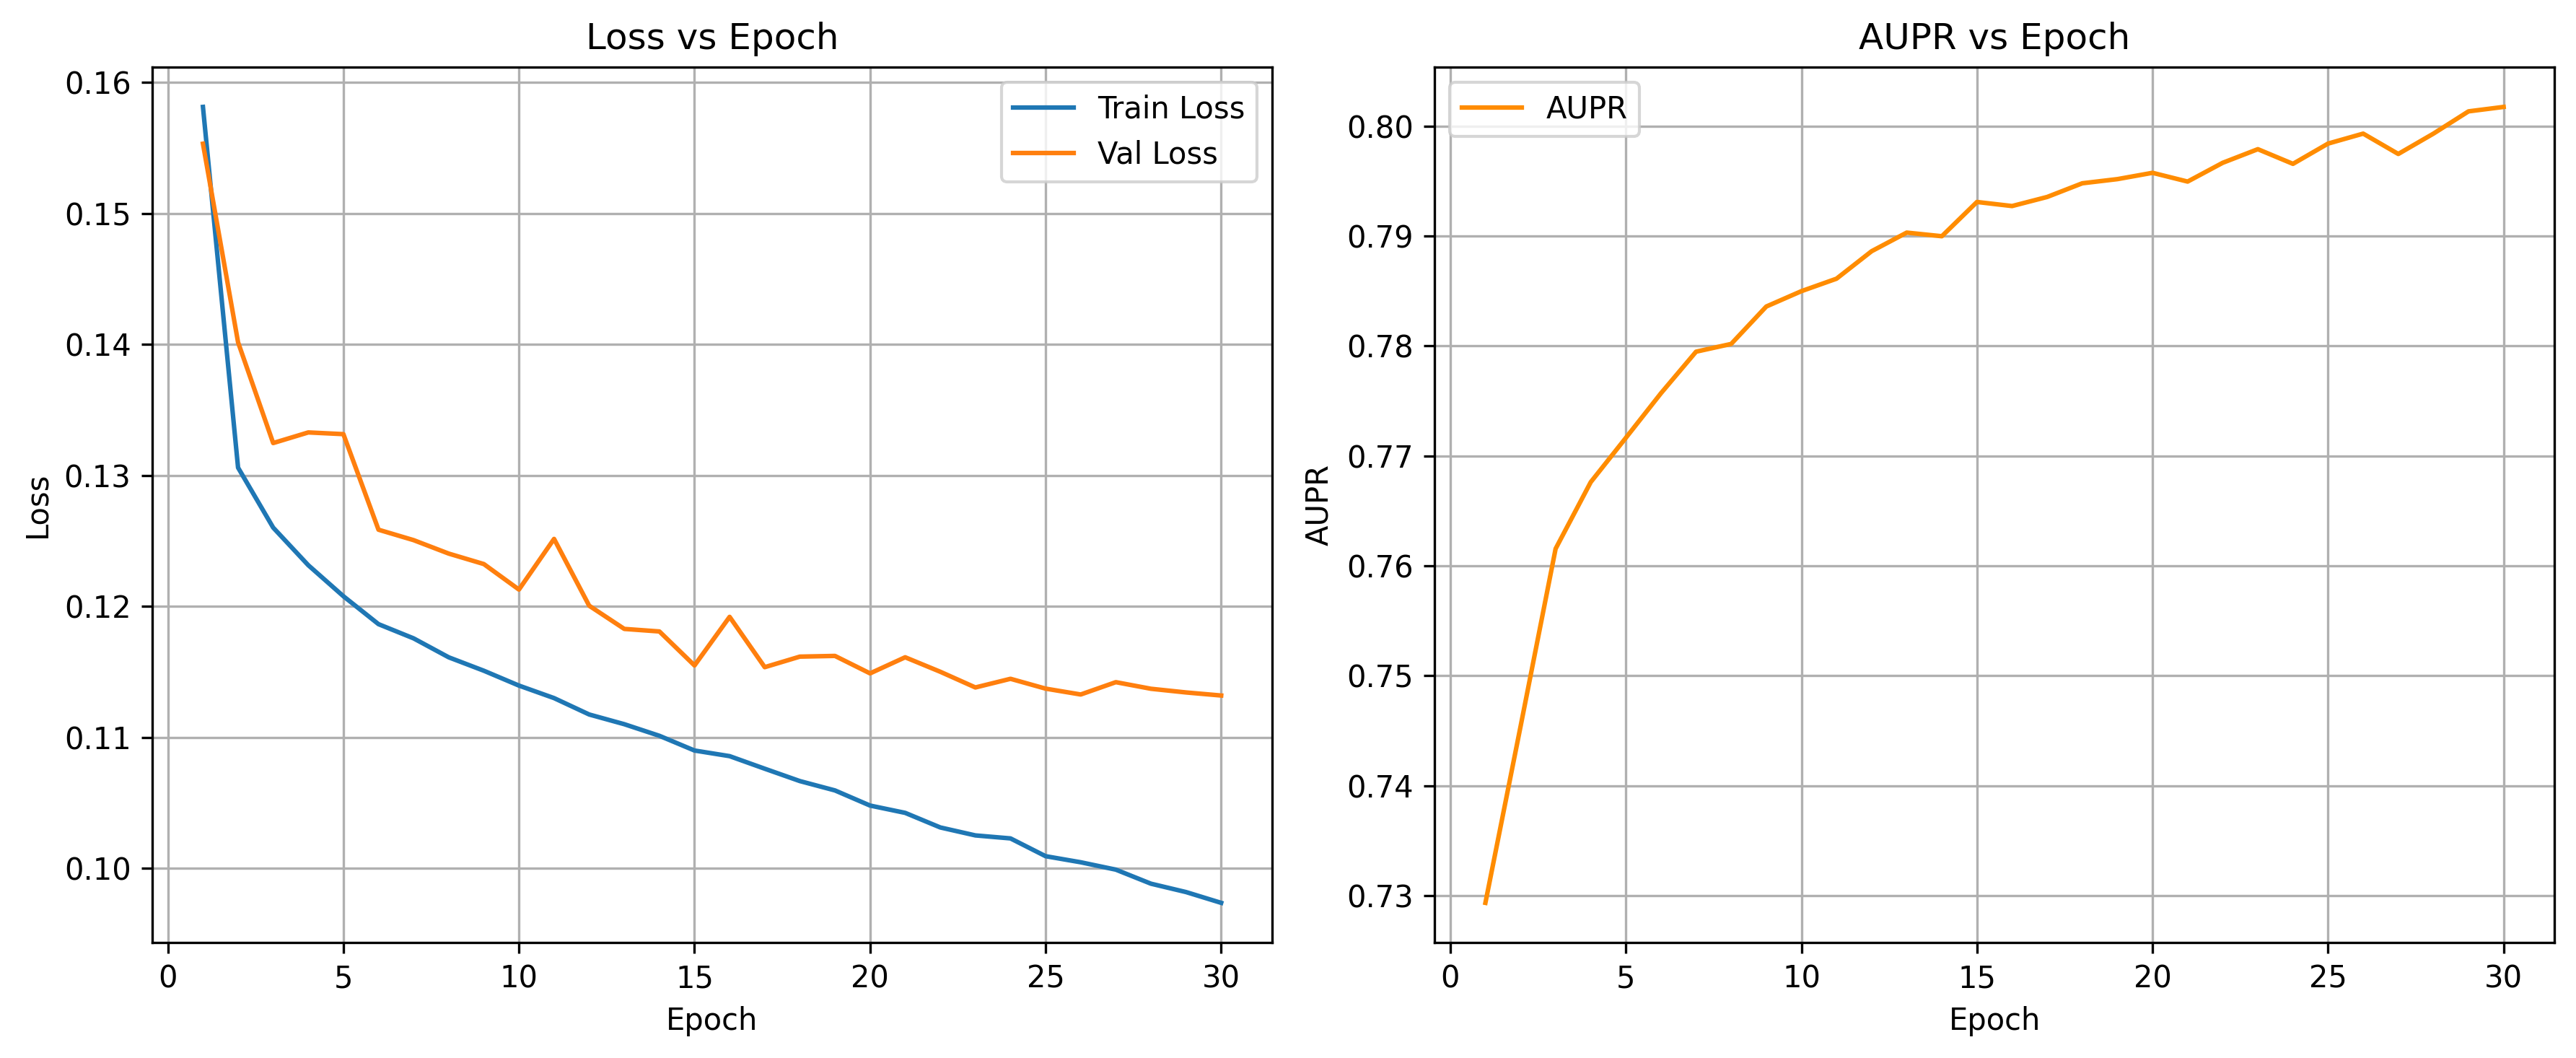 Loss vs Epoch
0.16
0.15
0.14
0.13
0.12
0.11
0.10
Loss
Train Loss
Val Loss
0 5 10 15 20 25 30
Epoch
AUPR vs Epoch
0.80
0.79
0.78
0.77
0.76
0.75
0.74
0.73
AUPR
AUPR
0 5 10 15 20 25 30
Epoch